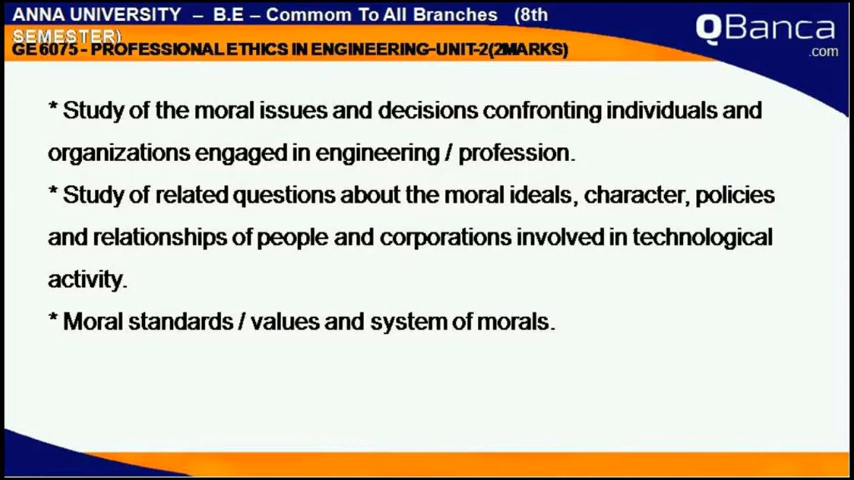 ANNA UNIVERSITY – B.E – Commom To All Branches (8th
SEMESTER)
GE 6075 - PROFESSIONAL ETHICS IN ENGINEERING-UNIT-2(2MARKS)
QBanca
.com
* Study of the moral issues and decisions confronting individuals and
organizations engaged in engineering / profession.
* Study of related questions about the moral ideals, character, policies
and relationships of people and corporations involved in technological
activity.
* Moral standards / values and system of morals.